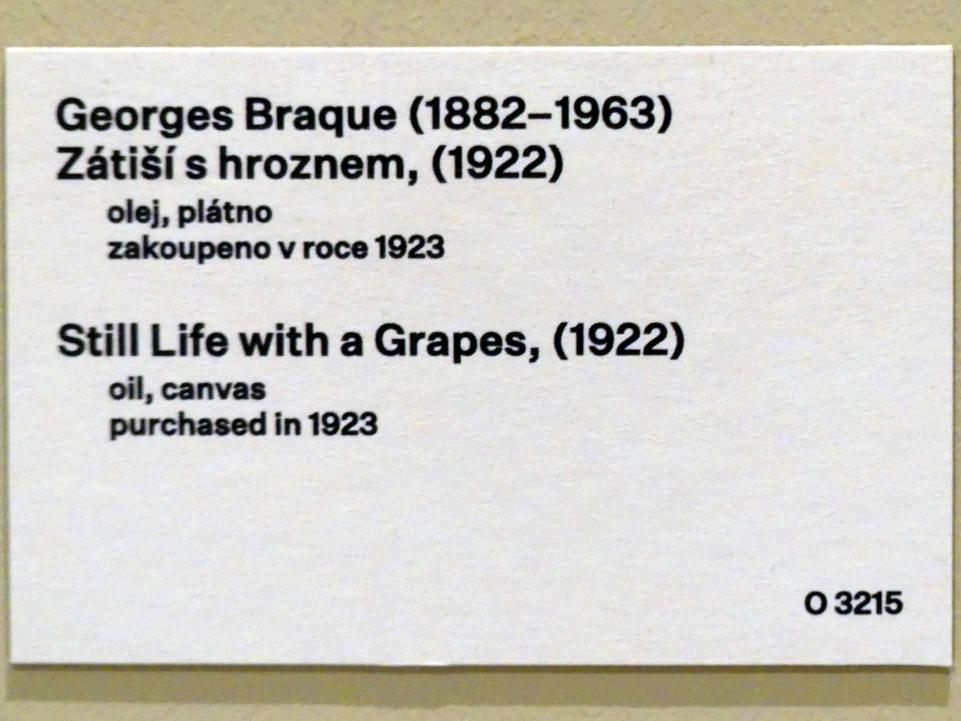 Georges Braque (1882–1963)
Zátiší s hroznem, (1922)
olej, plátno
zakoupeno v roce 1923
Still Life with a Grapes, (1922)
oil, canvas
purchased in 1923
O 3215